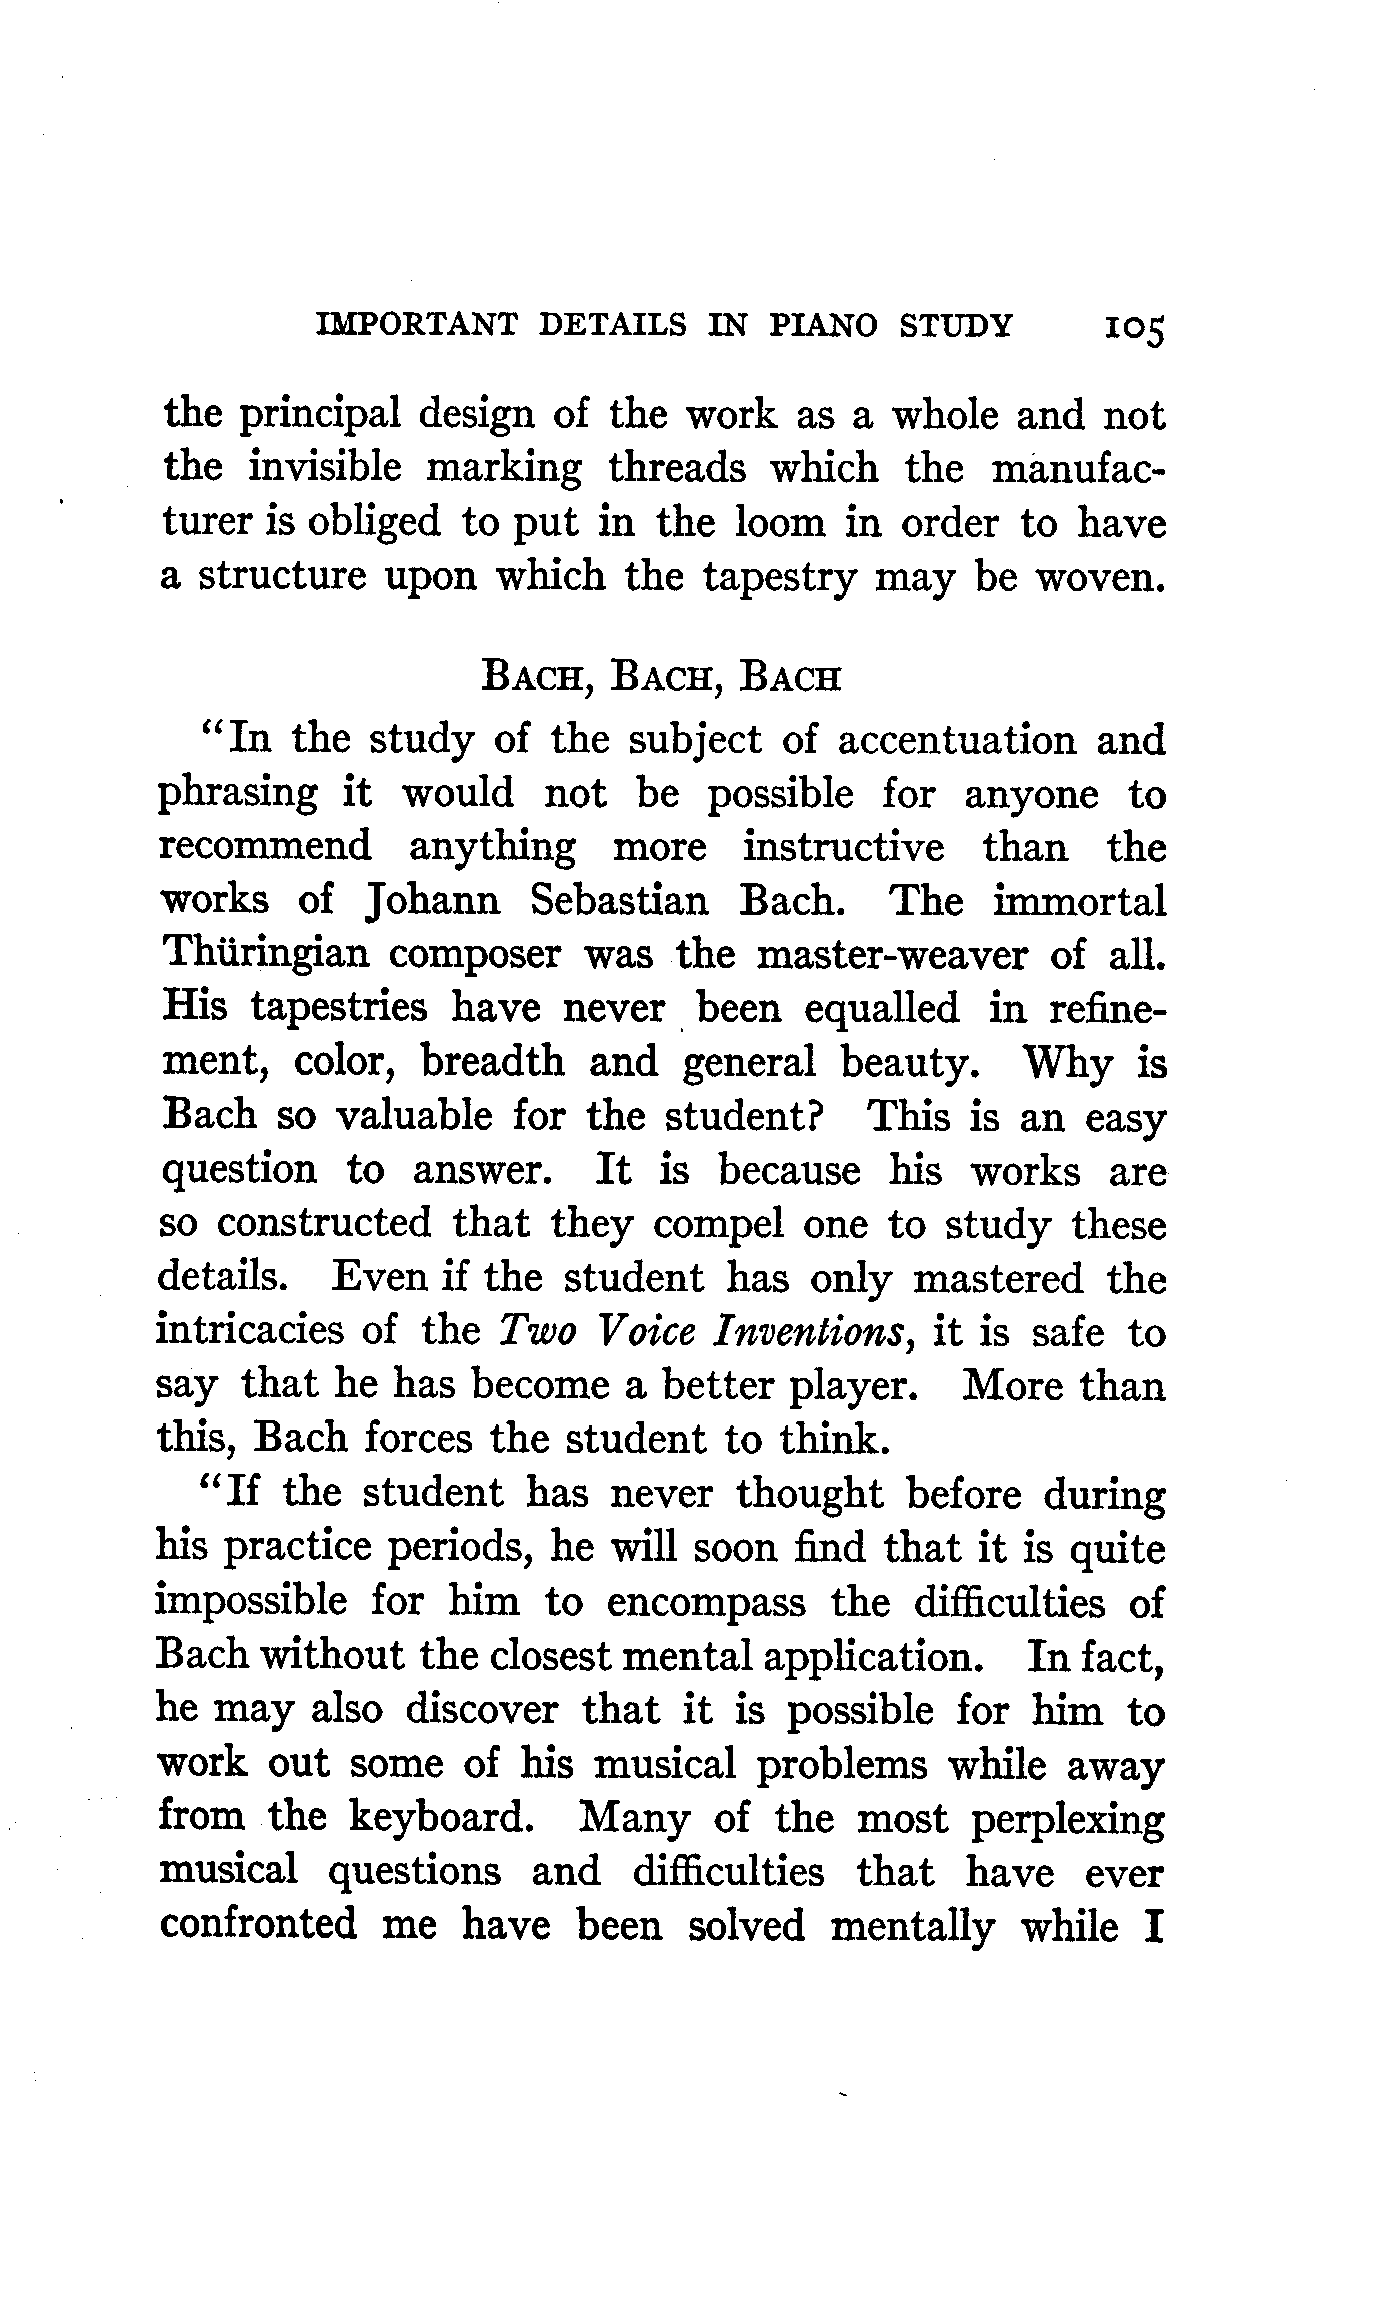 IMPORTANT DETAILS IN PIANO STUDY 105
the principal design of the work as a whole and not
the invisible marking threads which the manufac-
turer is obliged to put in the loom in order to have
a structure upon which the tapestry may be woven.
BACH, BACH, BACH
"In the study of the subject of accentuation and
phrasing it would not be possible for anyone to
recommend anything more instructive than the
works of Johann Sebastian Bach. The immortal
Thüringian composer was the master-weaver of all.
His tapestries have never been equalled in refine-
ment, color, breadth and general beauty. Why is
Bach so valuable for the student? This is an easy
question to answer. It is because his works are
so constructed that they compel one to study these
details. Even if the student has only mastered the
intricacies of the Two Voice Inventions, it is safe to
say that he has become a better player. More than
this, Bach forces the student to think.
"If the student has never thought before during
his practice periods, he will soon find that it is quite
impossible for him to encompass the difficulties of
Bach without the closest mental application. In fact,
he may also discover that it is possible for him to
work out some of his musical problems while away
from the keyboard. Many of the most perplexing
musical questions and difficulties that have ever
confronted me have been solved mentally while I